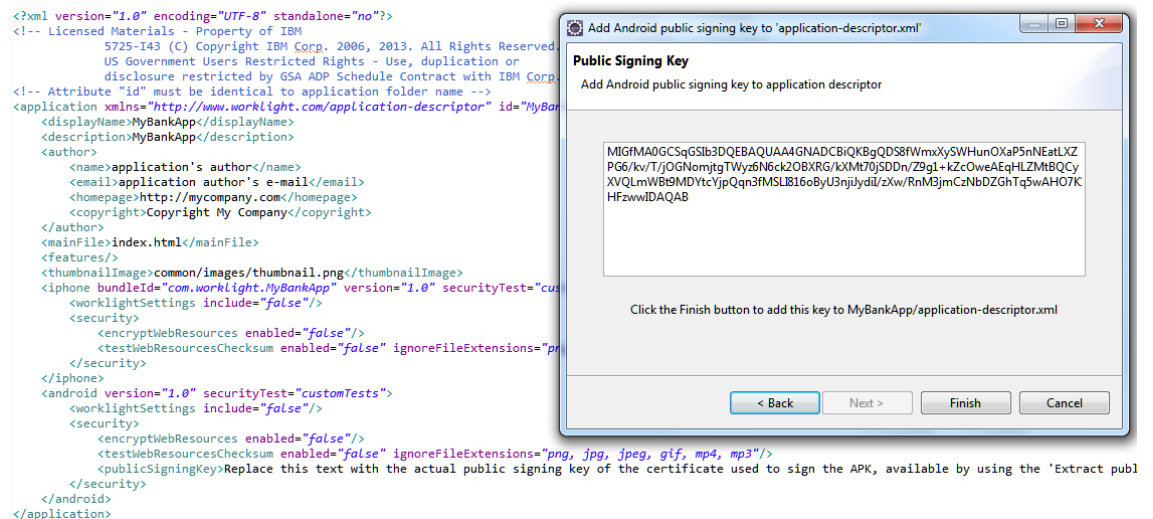 <?xml version="1.0" encoding="UTF-8" standalone="no"?>
<!-- Licensed Materials - Property of IBM
5725-I43 (C) Copyright IBM Corp. 2006, 2013. All Rights Reserved.
US Government Users Restricted Rights - Use, duplication or
disclosure restricted by GSA ADP Schedule Contract with IBM Corp.
<!-- Attribute "id" must be identical to application folder name -->
<application xmlns="http://www.worklight.com/application-descriptor" id="MyBan
<displayName>MyBankApp</displayName>
<description>MyBankApp</description>
<author>
<name>application's author</name>
<email>application author's e-mail</email>
<homepage>http://mycompany.com</homepage>
<copyright>Copyright My Company</copyright>
</author>
<mainFile>index.html</mainFile>
<features/>
<thumbnailImage>common/images/thumbnail.png</thumbnailImage>
<iphone bundleId="com.worklight.MyBankApp" version="1.0" securityTest="cus
<worklightSettings include="false"/>
<security>
<encryptWebResources enabled="false"/>
<testWebResourcesChecksum enabled="false" ignoreFileExtensions="pn
</security>
</iphone>
<android version="1.0" securityTest="customTests">
<worklightSettings include="false"/>
<security>
<encryptWebResources enabled="false"/>
<testWebResourcesChecksum enabled="false" ignoreFileExtensions="png, jpg, jpeg, gif, mp4, mp3"/>
<publicSigningKey>Replace this text with the actual public signing key of the certificate used to sign the APK, available by using the 'Extract publ
</security>
</android>
</application>
Add Android public signing key to 'application-descriptor.xml'
Public Signing Key
Add Android public signing key to application descriptor
MIGfMA0GCSqGSIb3DQEBAQUAA4GNADCBiQKBgQDS8fWmxXySWHunOXaP5nNEatLXZ
PG6/kv/T/jOGNomjtgTWyz6N6ck2OBXRG/kXMt70jSDDn/Z9g1+kZcOweAEqHLZMtBQCy
XVQLmWBt9MDYtcYjpQqn3fMSLI816oByU3njiJydiI/zXw/RnM3jmCzNbDZGhTq5wAHO7K
HFzwwIDAQAB
Click the Finish button to add this key to MyBankApp/application-descriptor.xml
< Back
Next >
Finish
Cancel